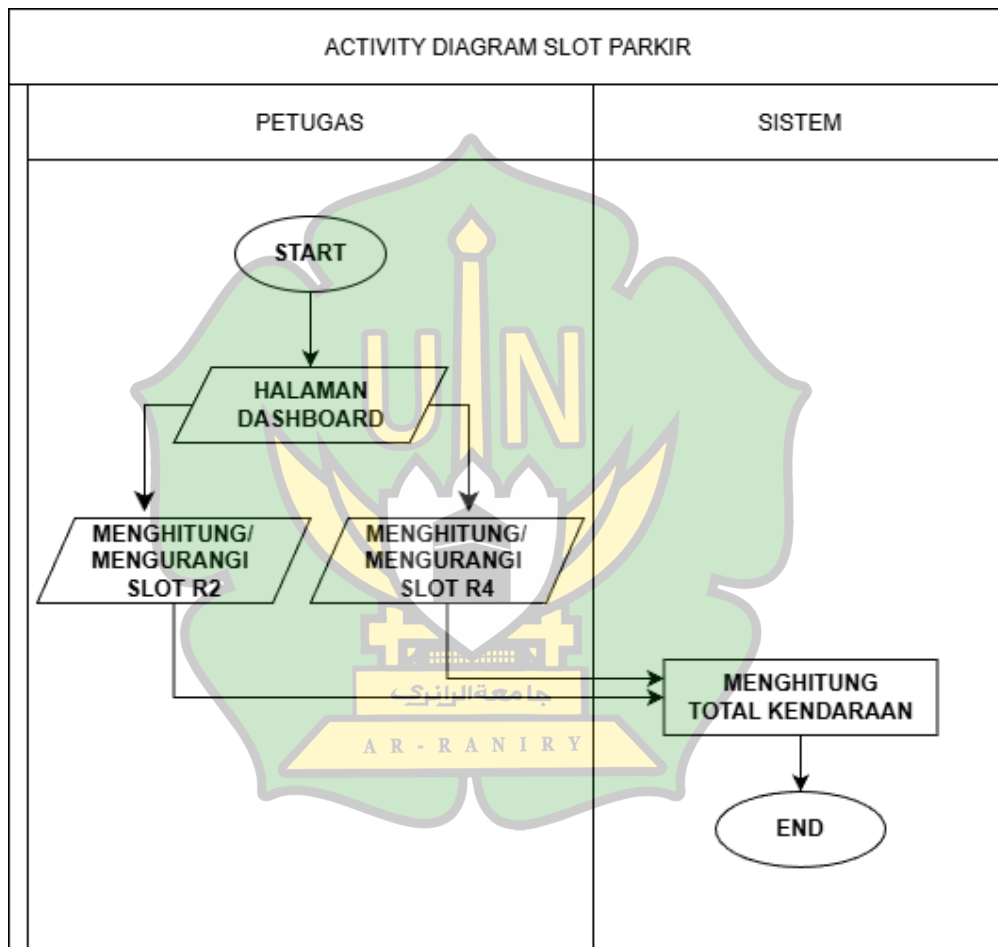 ACTIVITY DIAGRAM SLOT PARKIR
PETUGAS
SISTEM
START
UIN
HALAMAN
DASHBOARD
MENGHITUNG/
MENGURANGI
SLOT R2
MENGHITUNG/
MENGURANGI
SLOT R4
جامعة الرانري
AR-RANIRY
MENGHITUNG
TOTAL KENDARAAN
END